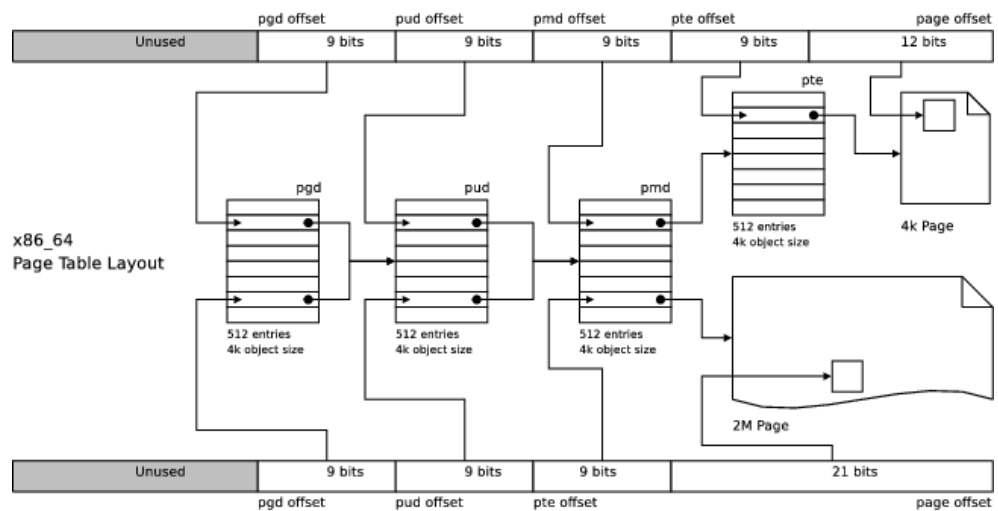 pgd offset pud offset pmd offset pte offset page offset
Unused 9 bits 9 bits 9 bits 9 bits 12 bits
pte
pgd pud pmd
512 entries
4k object size
4k Page
x86_64
Page Table Layout
512 entries
4k object size
512 entries
4k object size
512 entries
4k object size
2M Page
Unused 9 bits 9 bits 9 bits 21 bits
pgd offset pud offset pte offset page offset